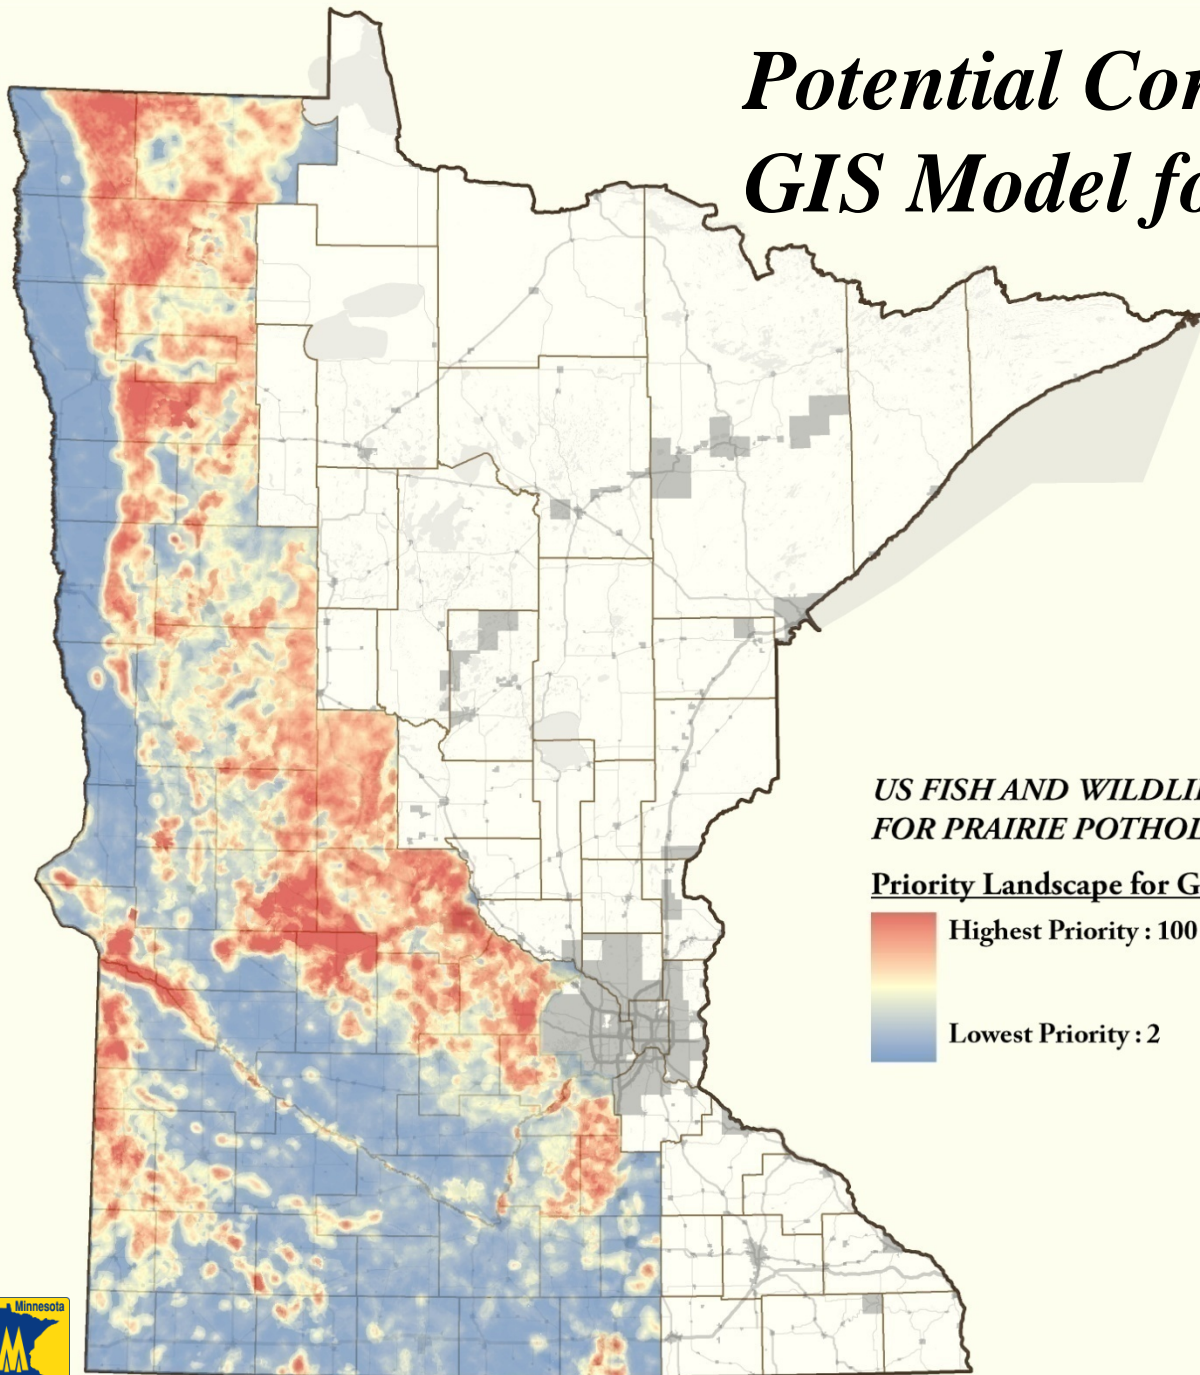 Potential Cor
GIS Model fo
US FISH AND WILDLI
FOR PRAIRIE POTHOL
Priority Landscape for G
Highest Priority : 100
Lowest Priority : 2
Minnesota
M